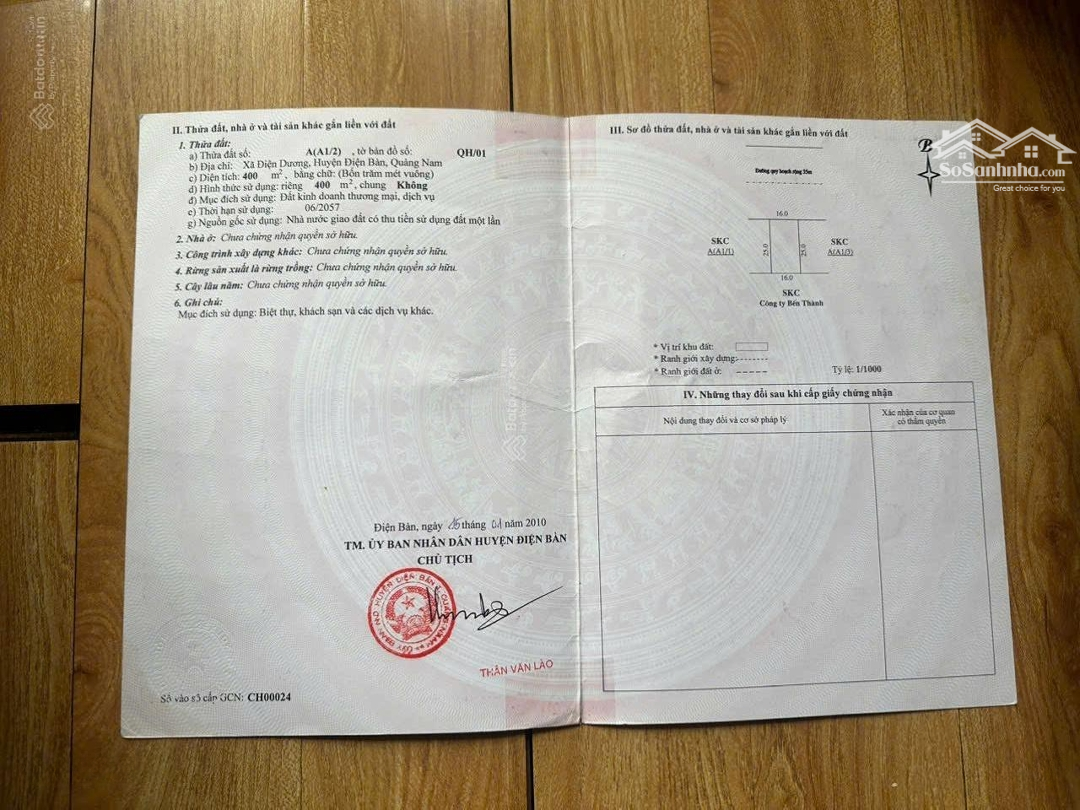 II. Thửa đất, nhà ở và tài sản khác gắn liền với đất
1. Thửa đất:
a) Thửa đất số: A(A1/2) , tờ bản đồ số: QH/01
b) Địa chỉ: Xã Điện Dương, Huyện Điện Bàn, Quảng Nam
c) Diện tích: 400 m², bằng chữ: (Bốn trăm mét vuông)
d) Hình thức sử dụng: riêng 400 m², chung Không
đ) Mục đích sử dụng: Đất kinh doanh thương mại, dịch vụ
e) Thời hạn sử dụng: 06/2057
g) Nguồn gốc sử dụng: Nhà nước giao đất có thu tiền sử dụng đất một lần
2. Nhà ở: Chưa chứng nhận quyền sở hữu.
3. Công trình xây dựng khác: Chưa chứng nhận quyền sở hữu.
4. Rừng sản xuất là rừng trồng: Chưa chứng nhận quyền sở hữu.
5. Cây lâu năm: Chưa chứng nhận quyền sở hữu.
6. Ghi chú:
Mục đích sử dụng: Biệt thự, khách sạn và các dịch vụ khác.
Điện Bàn, ngày 25 tháng 01 năm 2010
TM. ỦY BAN NHÂN DÂN HUYỆN ĐIỆN BÀN
CHỦ TỊCH
THÂN VĂN LÀO
Số vào sổ cấp GCN: CH00024
III. Sơ đồ thửa đất, nhà ở và tài sản khác gắn liền với đất
B
SoSanhnha.com
Great choice for you
Đường quy hoạch rộng 35m
16.0
SKC
A(A1/1)
25.0
25.0
SKC
A(A1/3)
16.0
SKC
Công ty Bến Thành
* Vị trí khu đất:
* Ranh giới xây dựng:
* Ranh giới đất ở:
Tỷ lệ: 1/1000
IV. Những thay đổi sau khi cấp giấy chứng nhận
Nội dung thay đổi và cơ sở pháp lý
Xác nhận của cơ quan
có thẩm quyền
Batdongsan